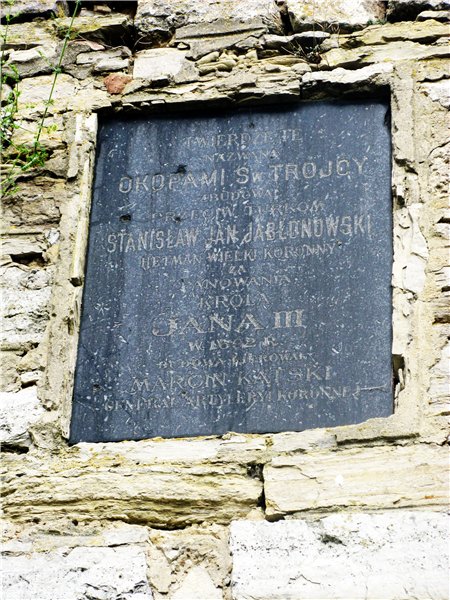 TWIERDZĘ TĘ
NAZWANĄ
OKOPAMI Św TRÓJCY
ZBUDOWAŁ
PRZECIW TURKOM
STANISŁAW JAN JABŁONOWSKI
HETMAN WIELKI KORONNY
ZA
PANOWANIA
KRÓLA
JANA III
W 1692 R.
BUDOWĄ KIEROWAŁ
MARCIN KĄTSKI
GENERAŁ ARTYLERYI KORONNEJ